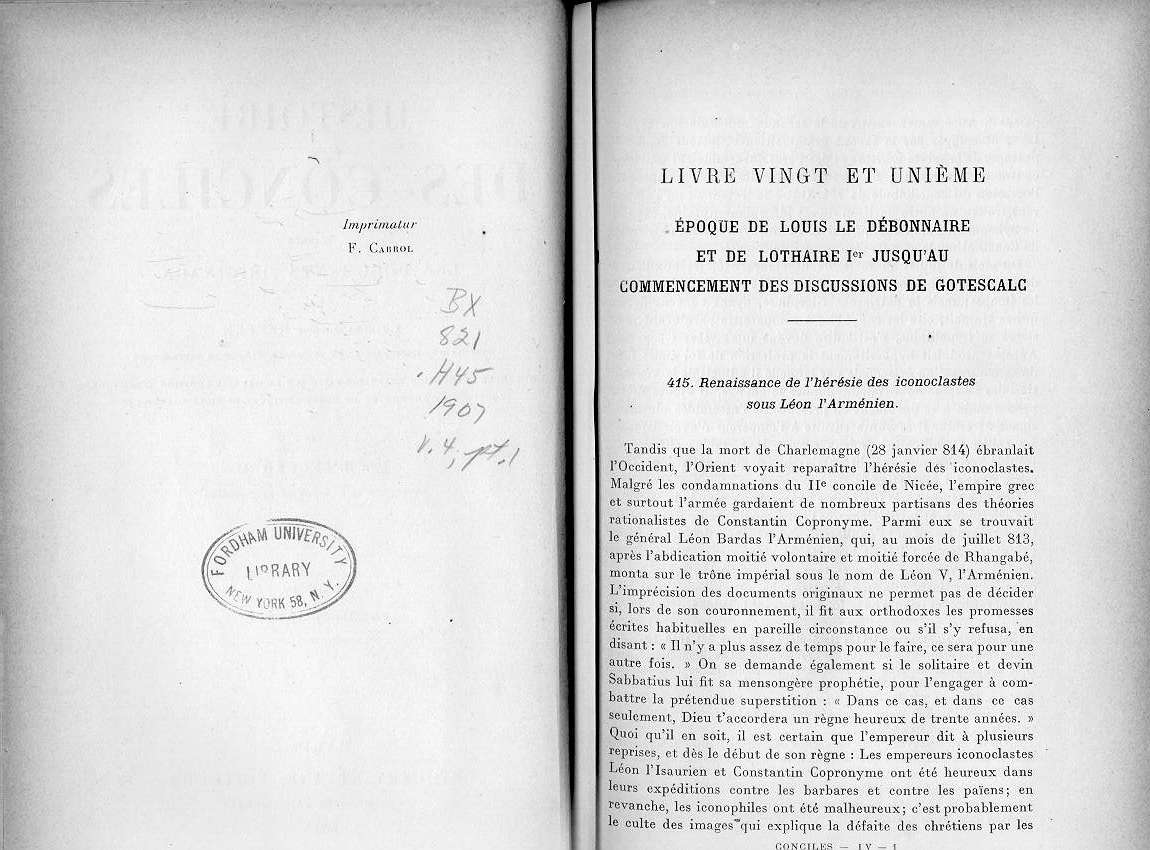 Imprimatur
F. CABROL
BX
821
.H45
1907
V. 4, pt. 1
FORDHAM UNIVERSITY
LIBRARY
NEW YORK 58, N. Y.
LIVRE VINGT ET UNIÈME
ÉPOQUE DE LOUIS LE DÉBONNAIRE
ET DE LOTHAIRE Ier JUSQU'AU
COMMENCEMENT DES DISCUSSIONS DE GOTESCALC
415. Renaissance de l'hérésie des iconoclastes
sous Léon l'Arménien.
Tandis que la mort de Charlemagne (28 janvier 814) ébranlait
l'Occident, l'Orient voyait reparaître l'hérésie des iconoclastes.
Malgré les condamnations du IIe concile de Nicée, l'empire grec
et surtout l'armée gardaient de nombreux partisans des théories
rationalistes de Constantin Copronyme. Parmi eux se trouvait
le général Léon Bardas l'Arménien, qui, au mois de juillet 813,
après l'abdication moitié volontaire et moitié forcée de Rhangabé,
monta sur le trône impérial sous le nom de Léon V, l'Arménien.
L'imprécision des documents originaux ne permet pas de décider
si, lors de son couronnement, il fit aux orthodoxes les promesses
écrites habituelles en pareille circonstance ou s'il s'y refusa, en
disant : « Il n'y a plus assez de temps pour le faire, ce sera pour une
autre fois. » On se demande également si le solitaire et devin
Sabbatius lui fit sa mensongère prophétie, pour l'engager à com-
battre la prétendue superstition : « Dans ce cas, et dans ce cas
seulement, Dieu t'accordera un règne heureux de trente années. »
Quoi qu'il en soit, il est certain que l'empereur dit à plusieurs
reprises, et dès le début de son règne : Les empereurs iconoclastes
Léon l'Isaurien et Constantin Copronyme ont été heureux dans
leurs expéditions contre les barbares et contre les païens; en
revanche, les iconophiles ont été malheureux; c'est probablement
le culte des images qui explique la défaite des chrétiens par les
CONCILES — IV — 1